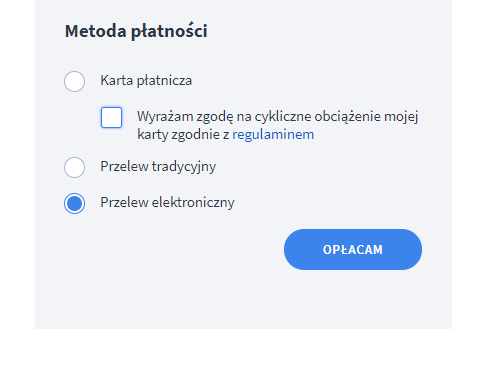 Metoda płatności
Karta płatnicza
Wyrażam zgodę na cykliczne obciążenie mojej
karty zgodnie z regulaminem
Przelew tradycyjny
Przelew elektroniczny
OPŁACAM